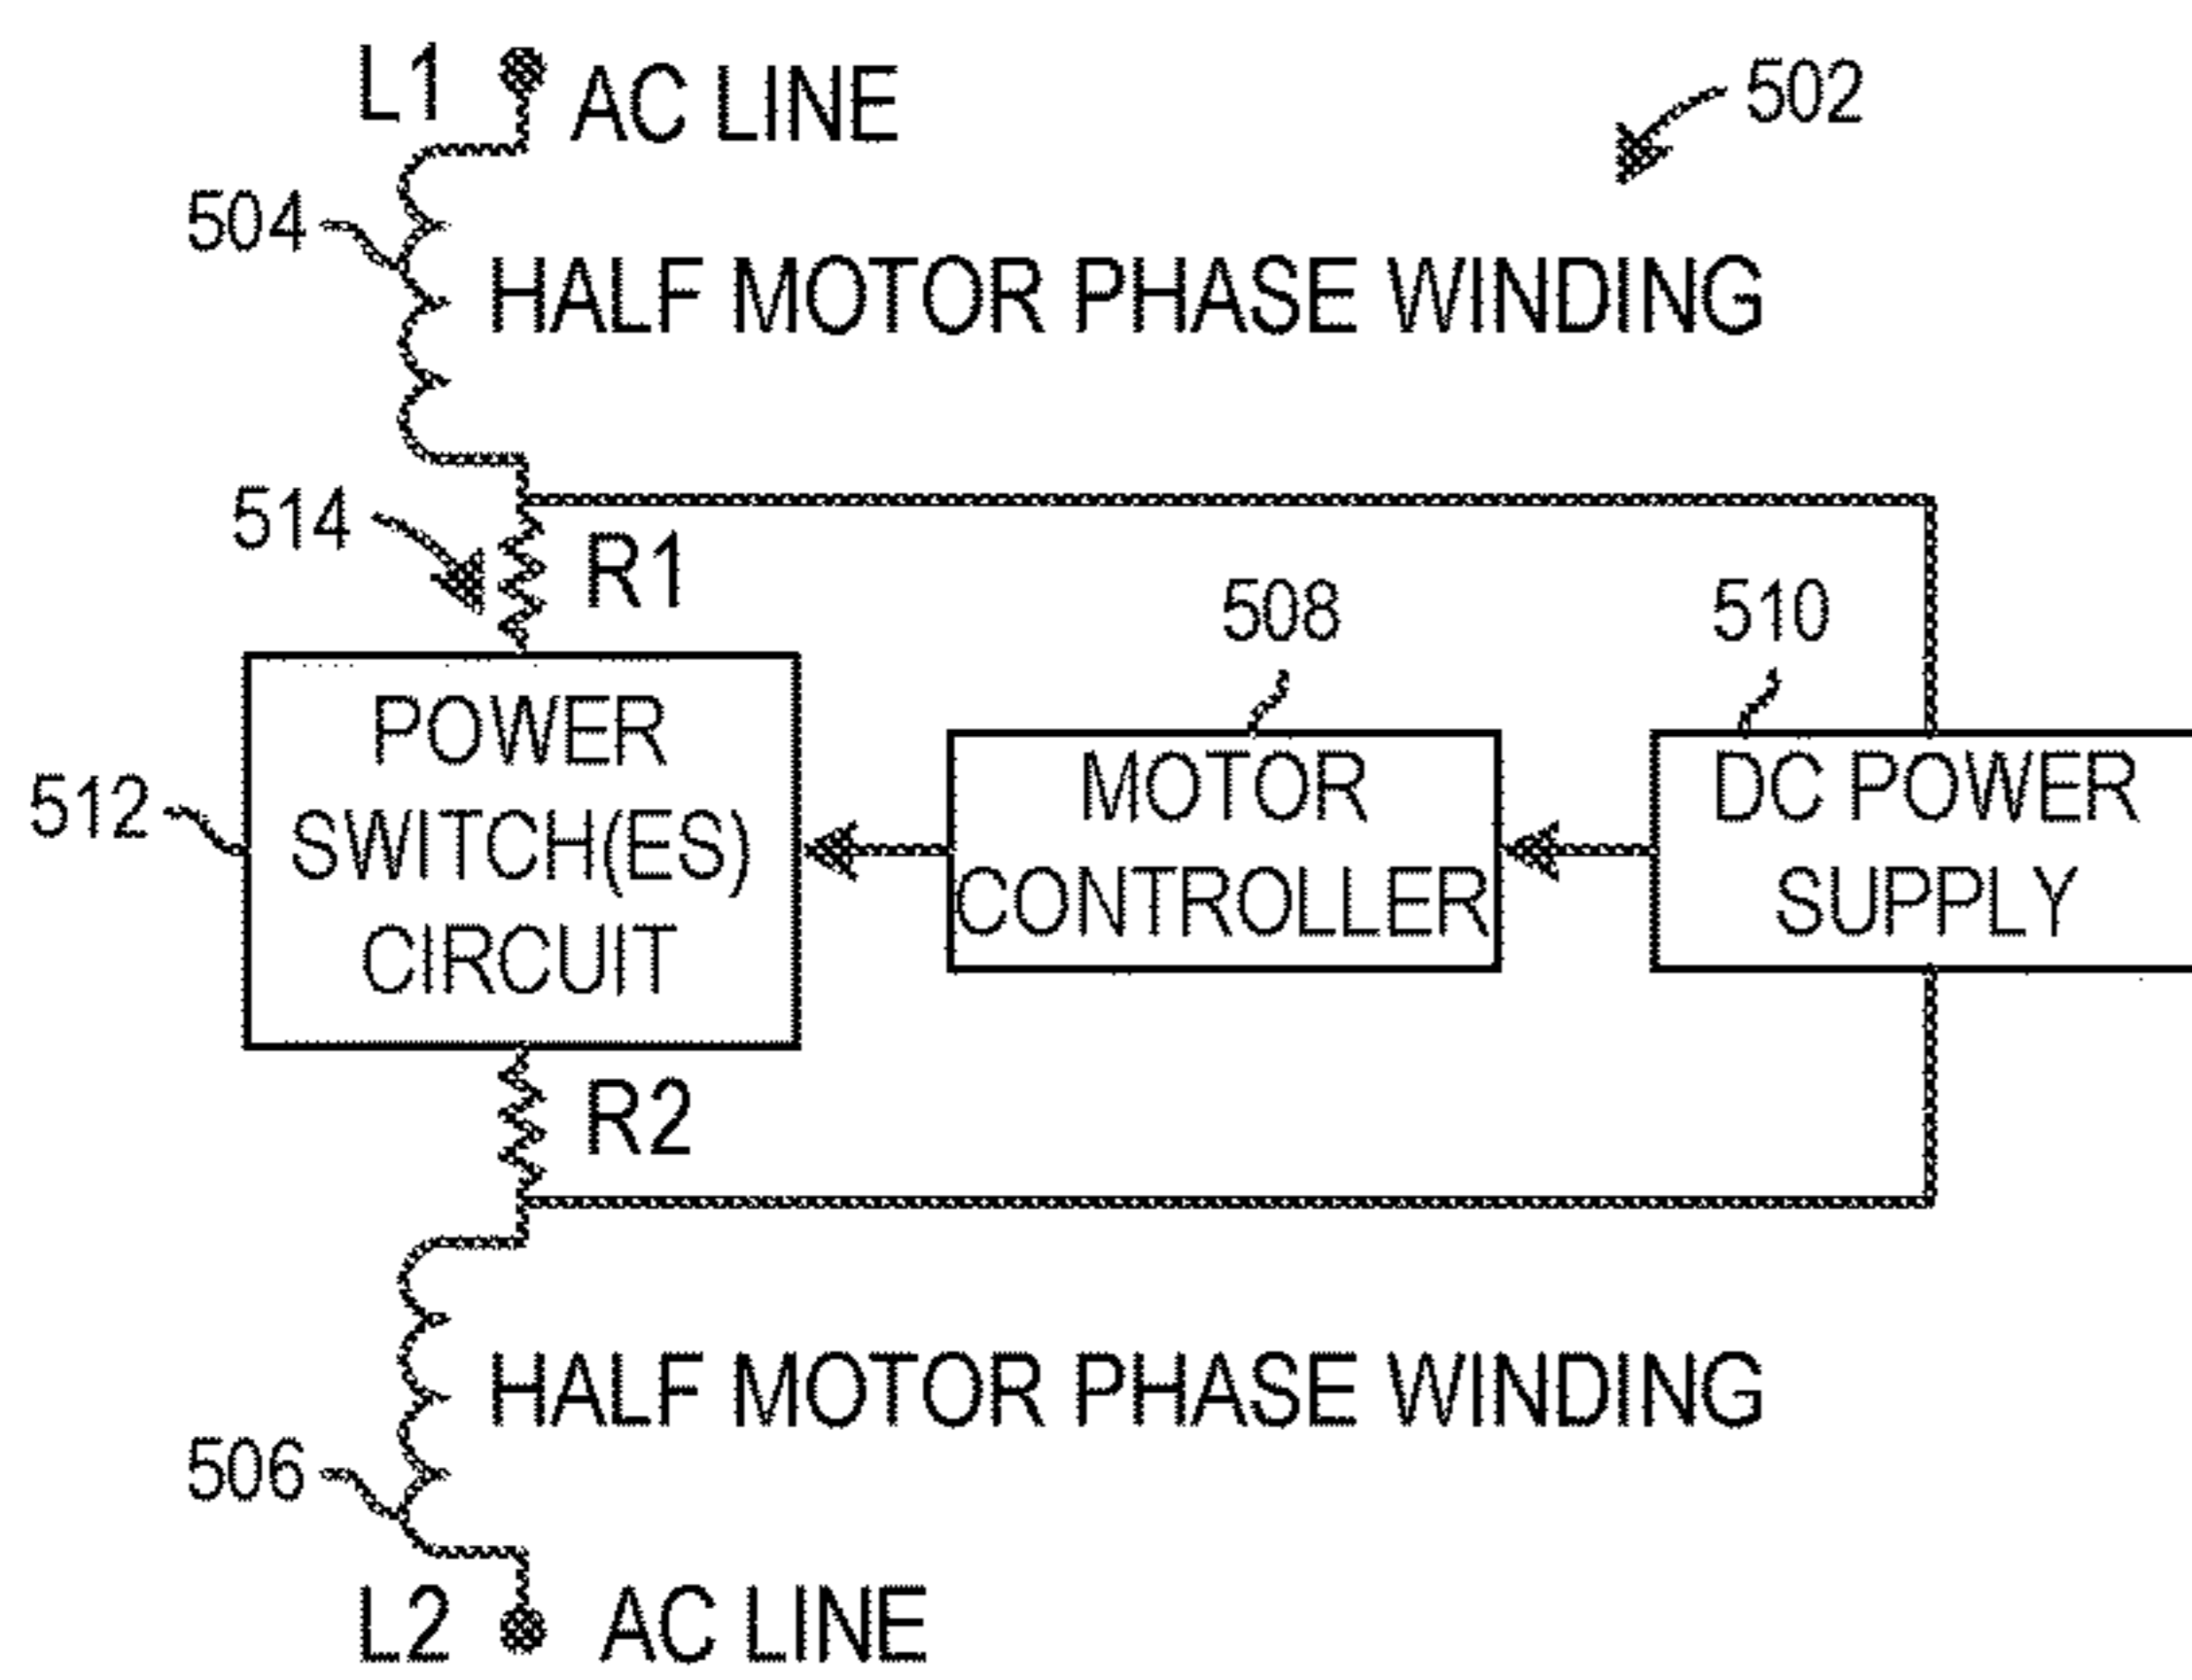 L1 AC LINE
502
504
HALF MOTOR PHASE WINDING
514
R1
508
510
POWER
SWITCH(ES)
CIRCUIT
512
MOTOR
CONTROLLER
DC POWER
SUPPLY
R2
HALF MOTOR PHASE WINDING
506
L2 AC LINE